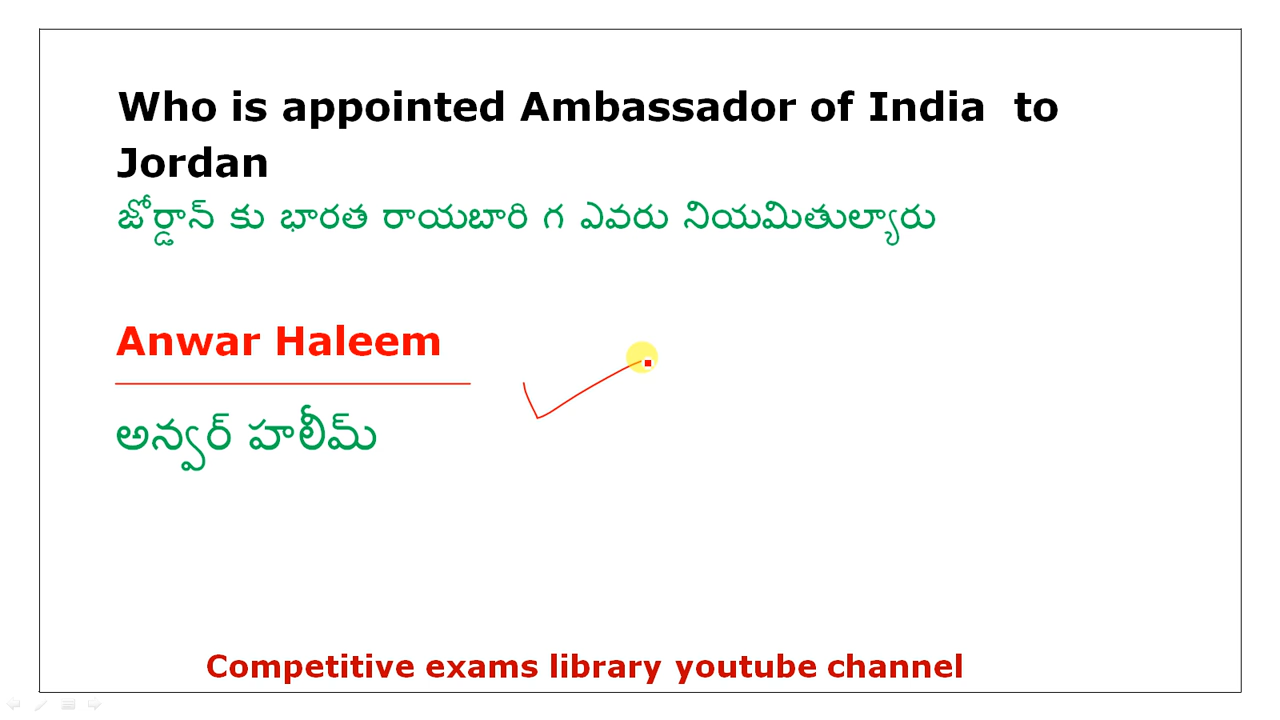 Who is appointed Ambassador of India to
Jordan
జోర్డాన్ కు భారత రాయబారి గ ఎవరు నియమితుల్యారు
Anwar Haleem
అన్వర్ హలీమ్
Competitive exams library youtube channel